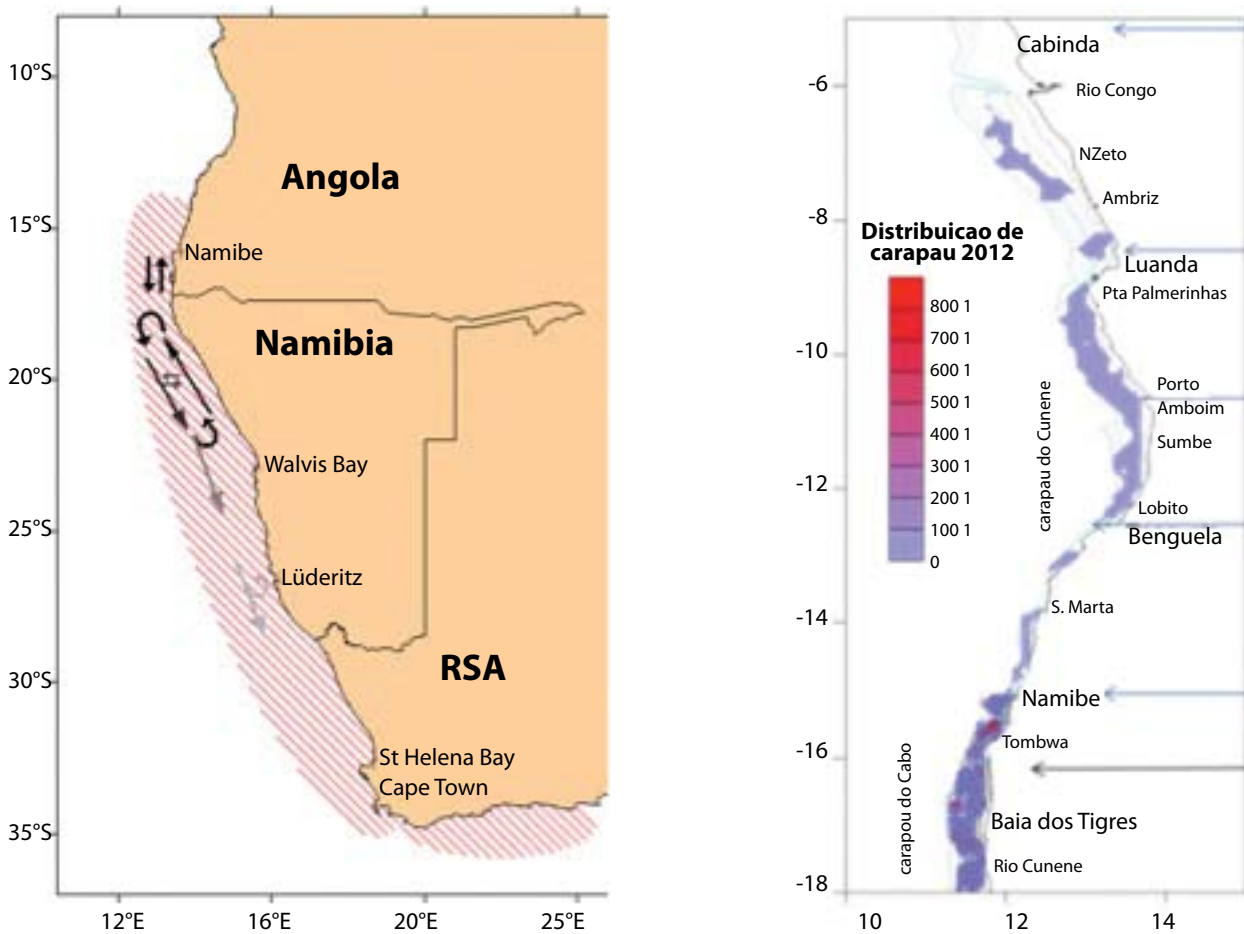 10°S
15°S
20°S
25°S
30°S
35°S
12°E
16°E
20°E
25°E
Angola
Namibe
Namibia
Walvis Bay
Lüderitz
RSA
St Helena Bay
Cape Town
-6
-8
-10
-12
-14
-16
-18
10
12
14
Cabinda
Rio Congo
NZeto
Ambriz
Distribuicao de
carapau 2012
800 1
700 1
600 1
500 1
400 1
300 1
200 1
100 1
0
Luanda
Pta Palmerinhas
Porto
Amboim
Sumbe
carapau do Cunene
Lobito
Benguela
S. Marta
Namibe
Tombwa
carapou do Cabo
Baia dos Tigres
Rio Cunene